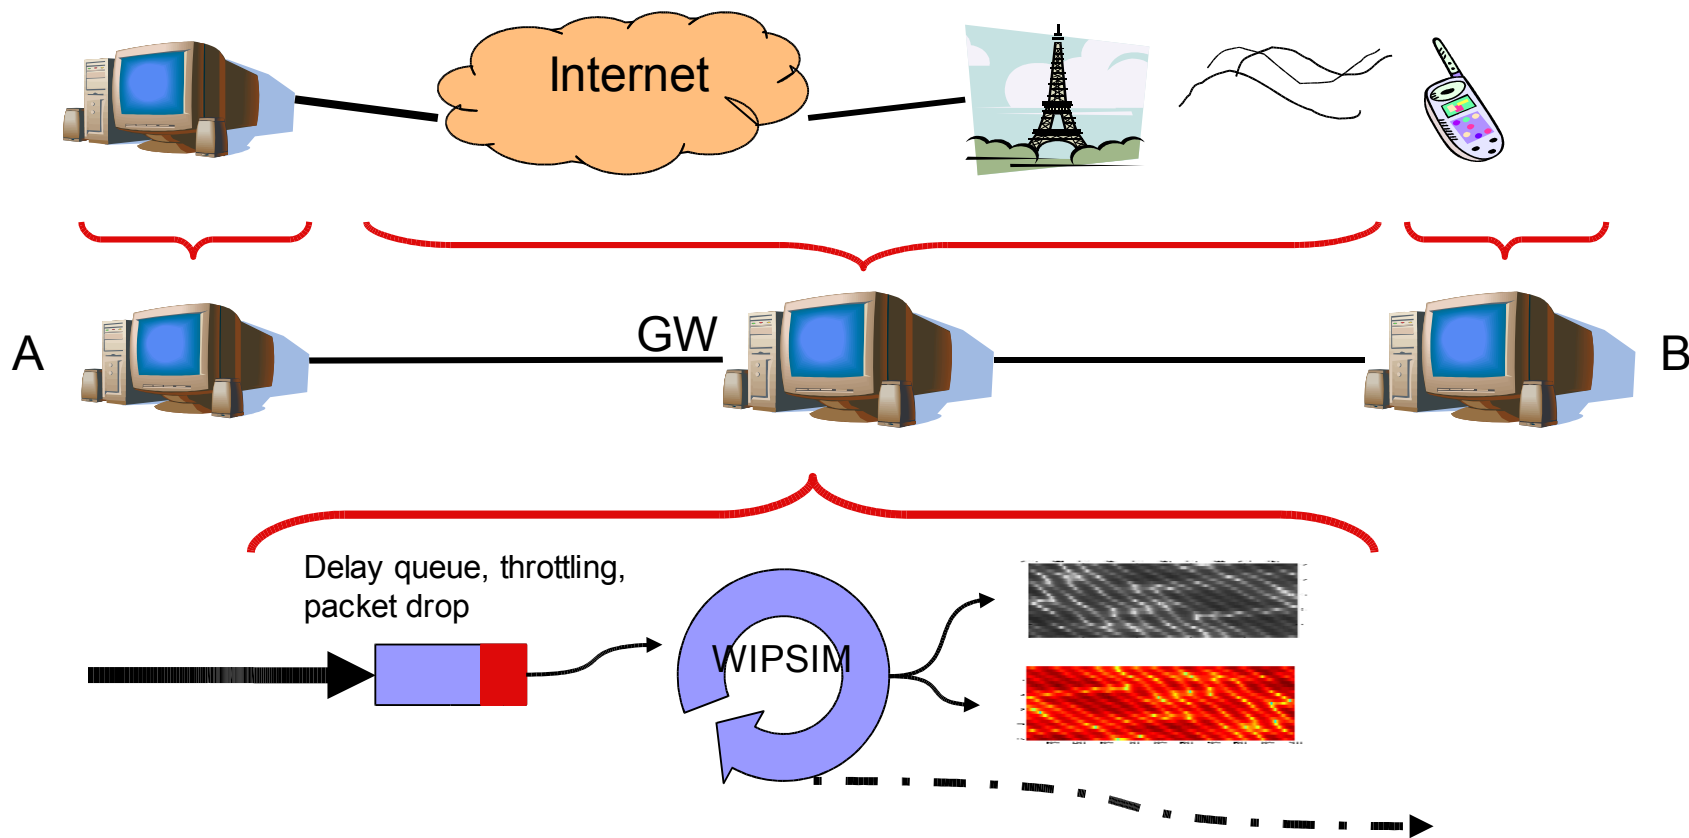 Internet
A
GW
B
Delay queue, throttling,
packet drop
WIPSIM